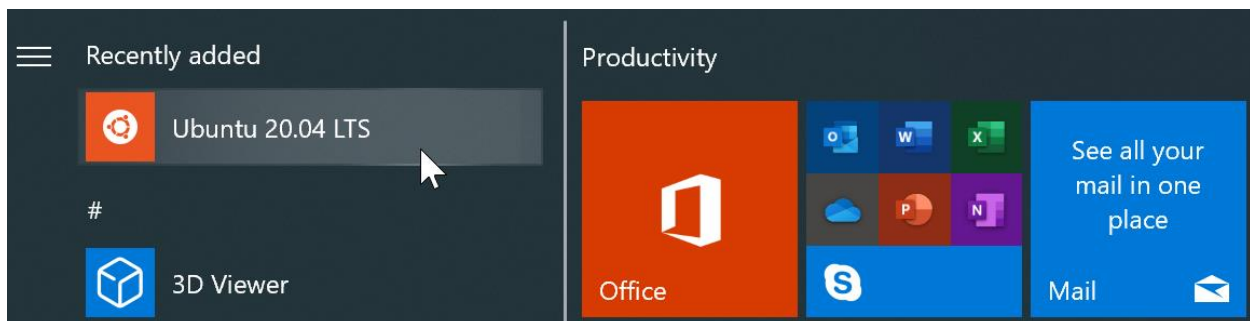 Recently added
Ubuntu 20.04 LTS
#
3D Viewer
Productivity
Office
O
W
X
P
N
S
See all your
mail in one
place
Mail